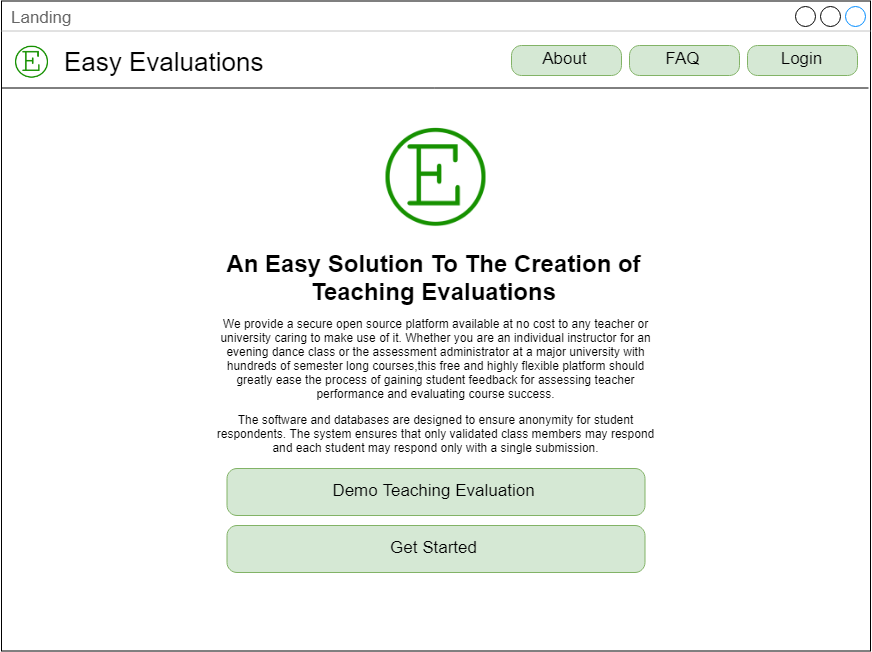 Landing
E
Easy Evaluations
About
FAQ
Login
E
An Easy Solution To The Creation of
Teaching Evaluations
We provide a secure open source platform available at no cost to any teacher or
university caring to make use of it. Whether you are an individual instructor for an
evening dance class or the assessment administrator at a major university with
hundreds of semester long courses,this free and highly flexible platform should
greatly ease the process of gaining student feedback for assessing teacher
performance and evaluating course success.
The software and databases are designed to ensure anonymity for student
respondents. The system ensures that only validated class members may respond
and each student may respond only with a single submission.
Demo Teaching Evaluation
Get Started